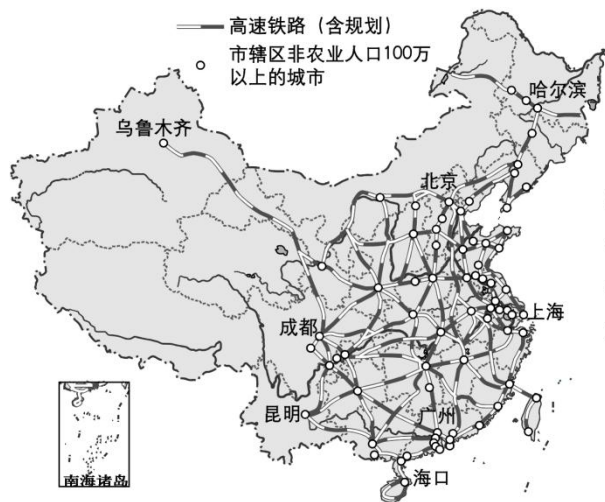 高速铁路（含规划）
市辖区非农业人口100万
以上的城市
哈尔滨
乌鲁木齐
北京
上海
成都
昆明
广州
海口
南海诸岛